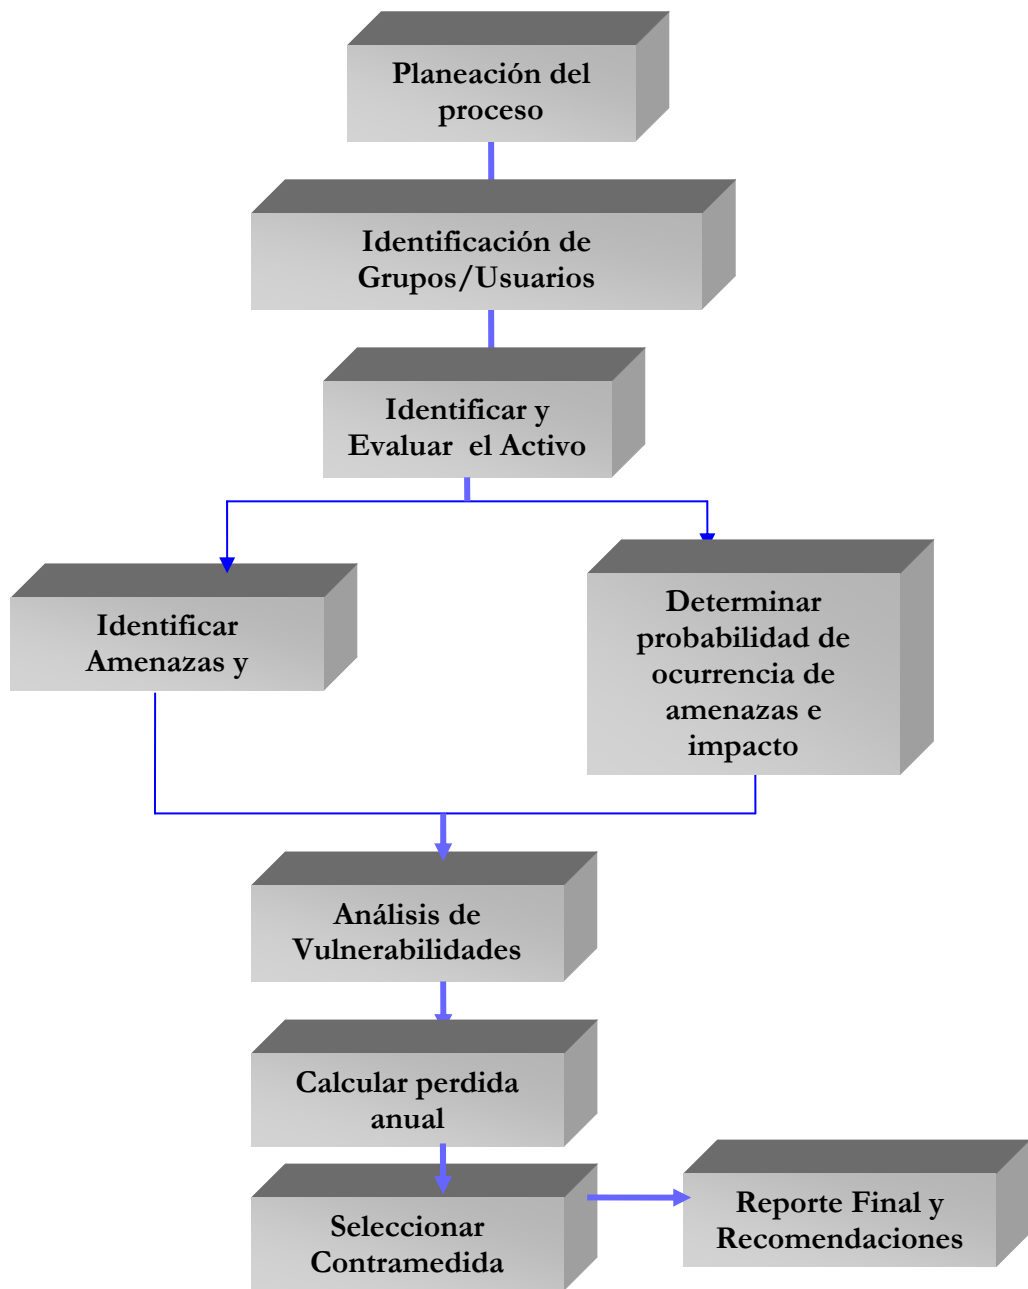 Planeación del
proceso
Identificación de
Grupos/Usuarios
Identificar y
Evaluar el Activo
Identificar
Amenazas y
Determinar
probabilidad de
ocurrencia de
amenazas e
impacto
Análisis de
Vulnerabilidades
Calcular perdida
anual
Seleccionar
Contramedida
Reporte Final y
Recomendaciones